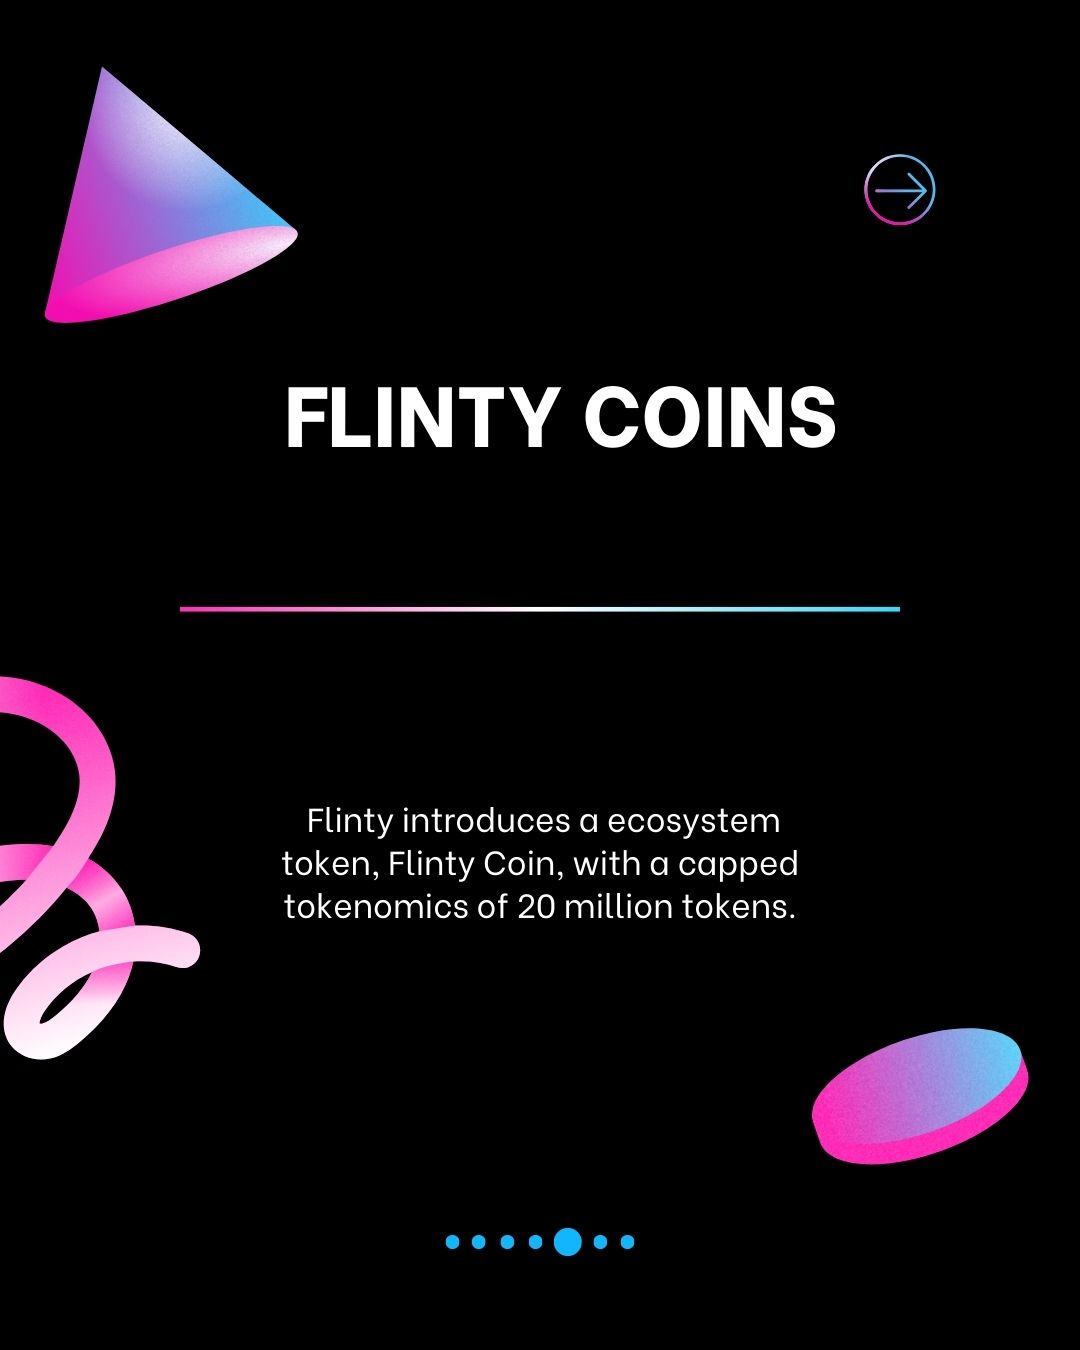 FLINTY COINS
Flinty introduces a ecosystem
token, Flinty Coin, with a capped
tokenomics of 20 million tokens.